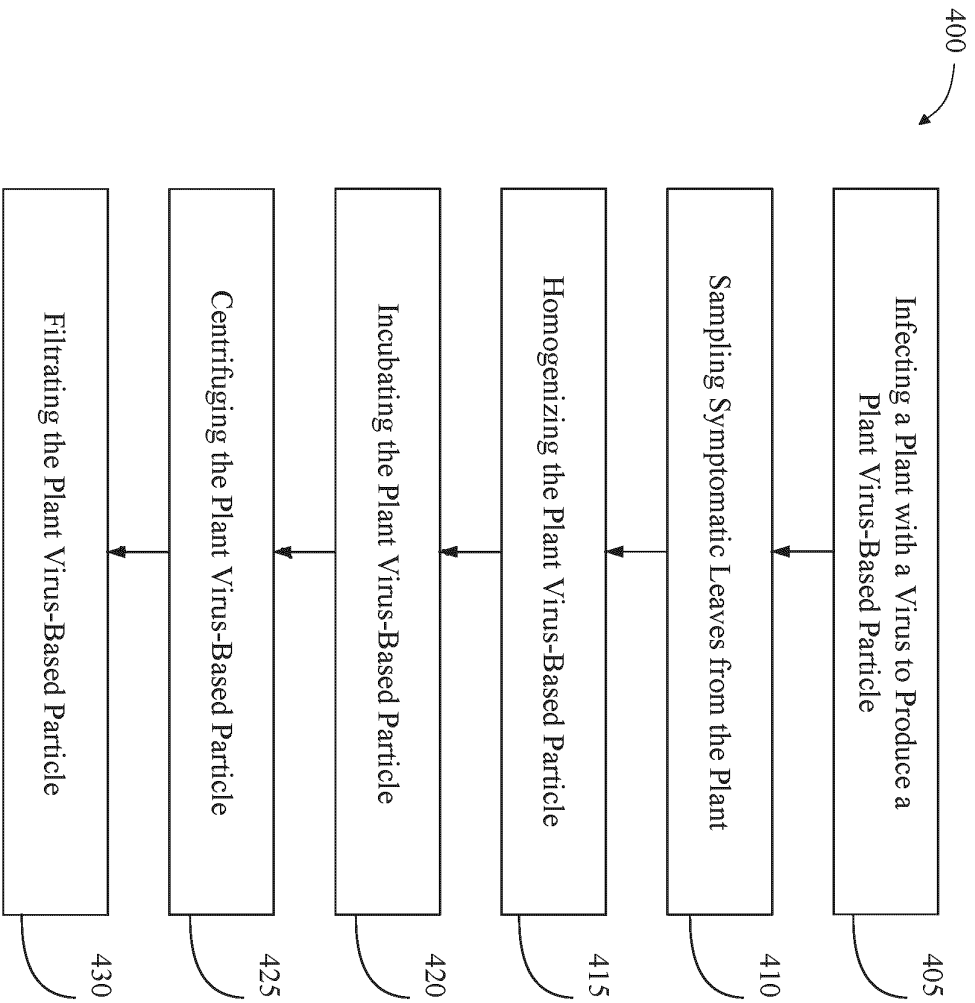 400
Infecting a Plant with a Virus to Produce a
Plant Virus-Based Particle
405
Sampling Symptomatic Leaves from the Plant
410
Homogenizing the Plant Virus-Based Particle
415
Incubating the Plant Virus-Based Particle
420
Centrifuging the Plant Virus-Based Particle
425
Filtrating the Plant Virus-Based Particle
430